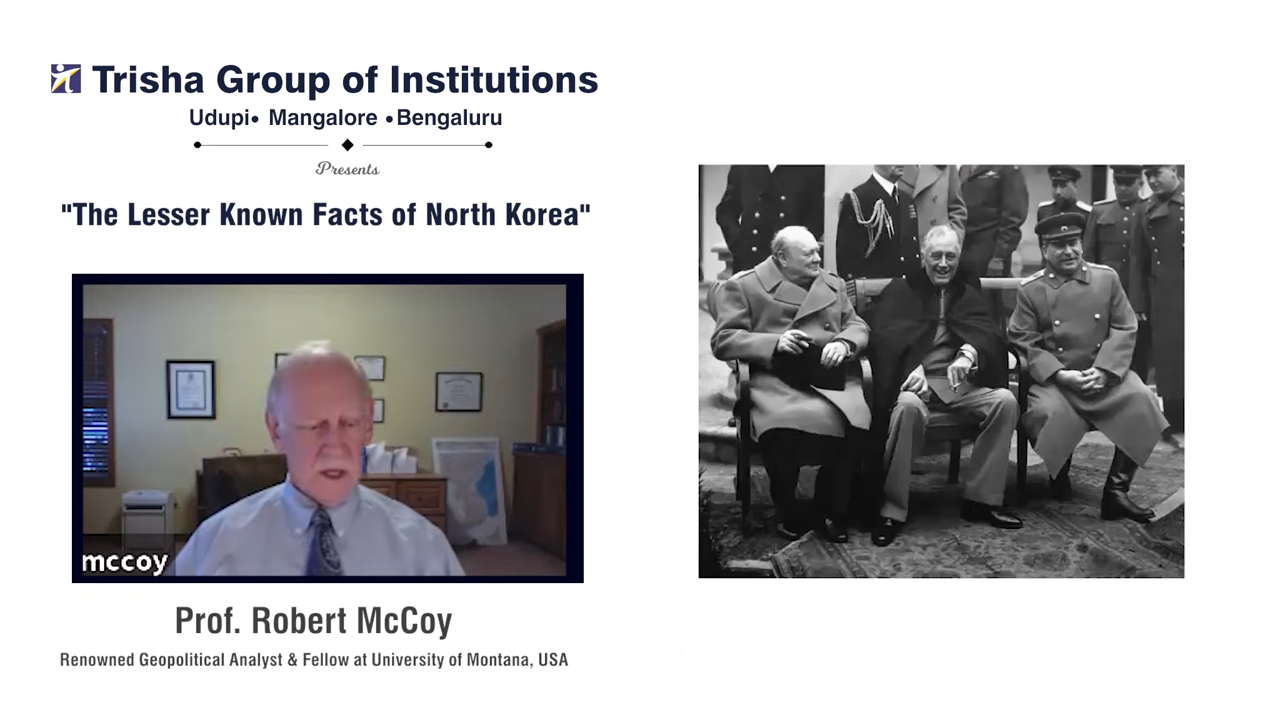 Trisha Group of Institutions
Udupi• Mangalore •Bengaluru
Presents
"The Lesser Known Facts of North Korea"
mccoy
Prof. Robert McCoy
Renowned Geopolitical Analyst & Fellow at University of Montana, USA